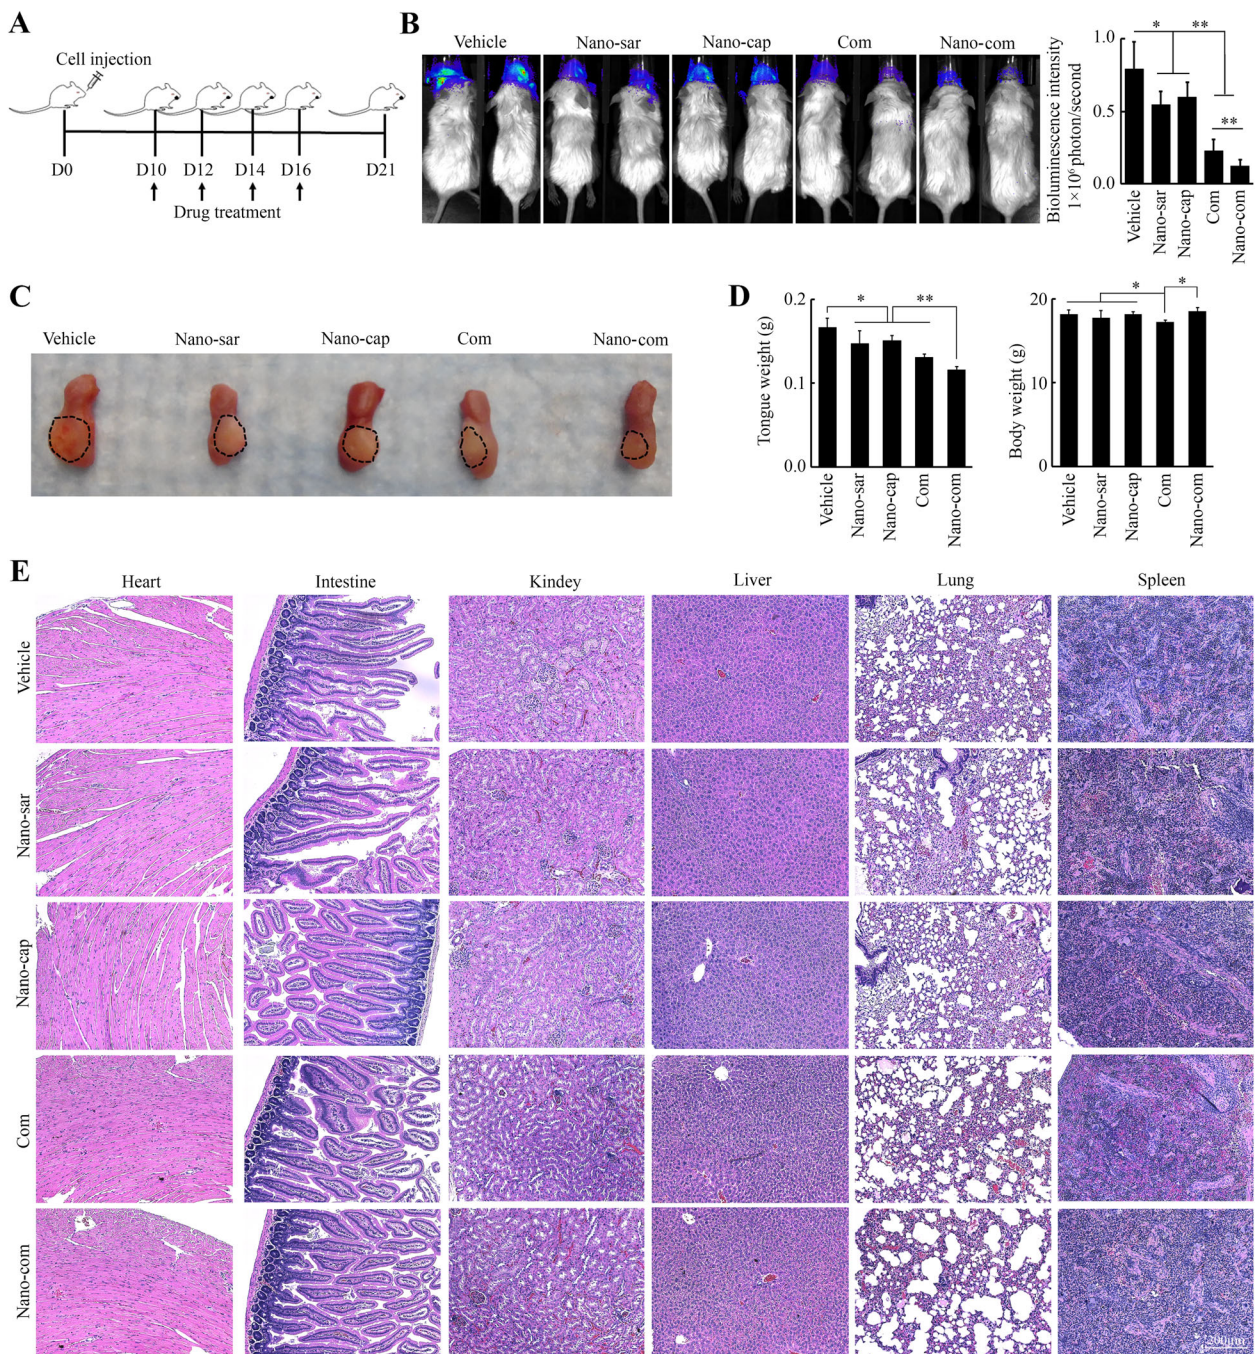 A
Cell injection
D0
D10
D12
D14
D16
D21
Drug treatment
B
Vehicle
Nano-sar
Nano-cap
Com
Nano-com
Bioluminescence intensity
1×10⁶ photon/second
1.0
0.5
0.0
*
**
**
Vehicle
Nano-sar
Nano-cap
Com
Nano-com
C
Vehicle
Nano-sar
Nano-cap
Com
Nano-com
D
Tongue weight (g)
0.2
0.1
0.0
*
**
Vehicle
Nano-sar
Nano-cap
Com
Nano-com
Body weight (g)
20
10
0
*
*
Vehicle
Nano-sar
Nano-cap
Com
Nano-com
E
Heart
Intestine
Kindey
Liver
Lung
Spleen
Vehicle
Nano-sar
Nano-cap
Com
Nano-com
200μm